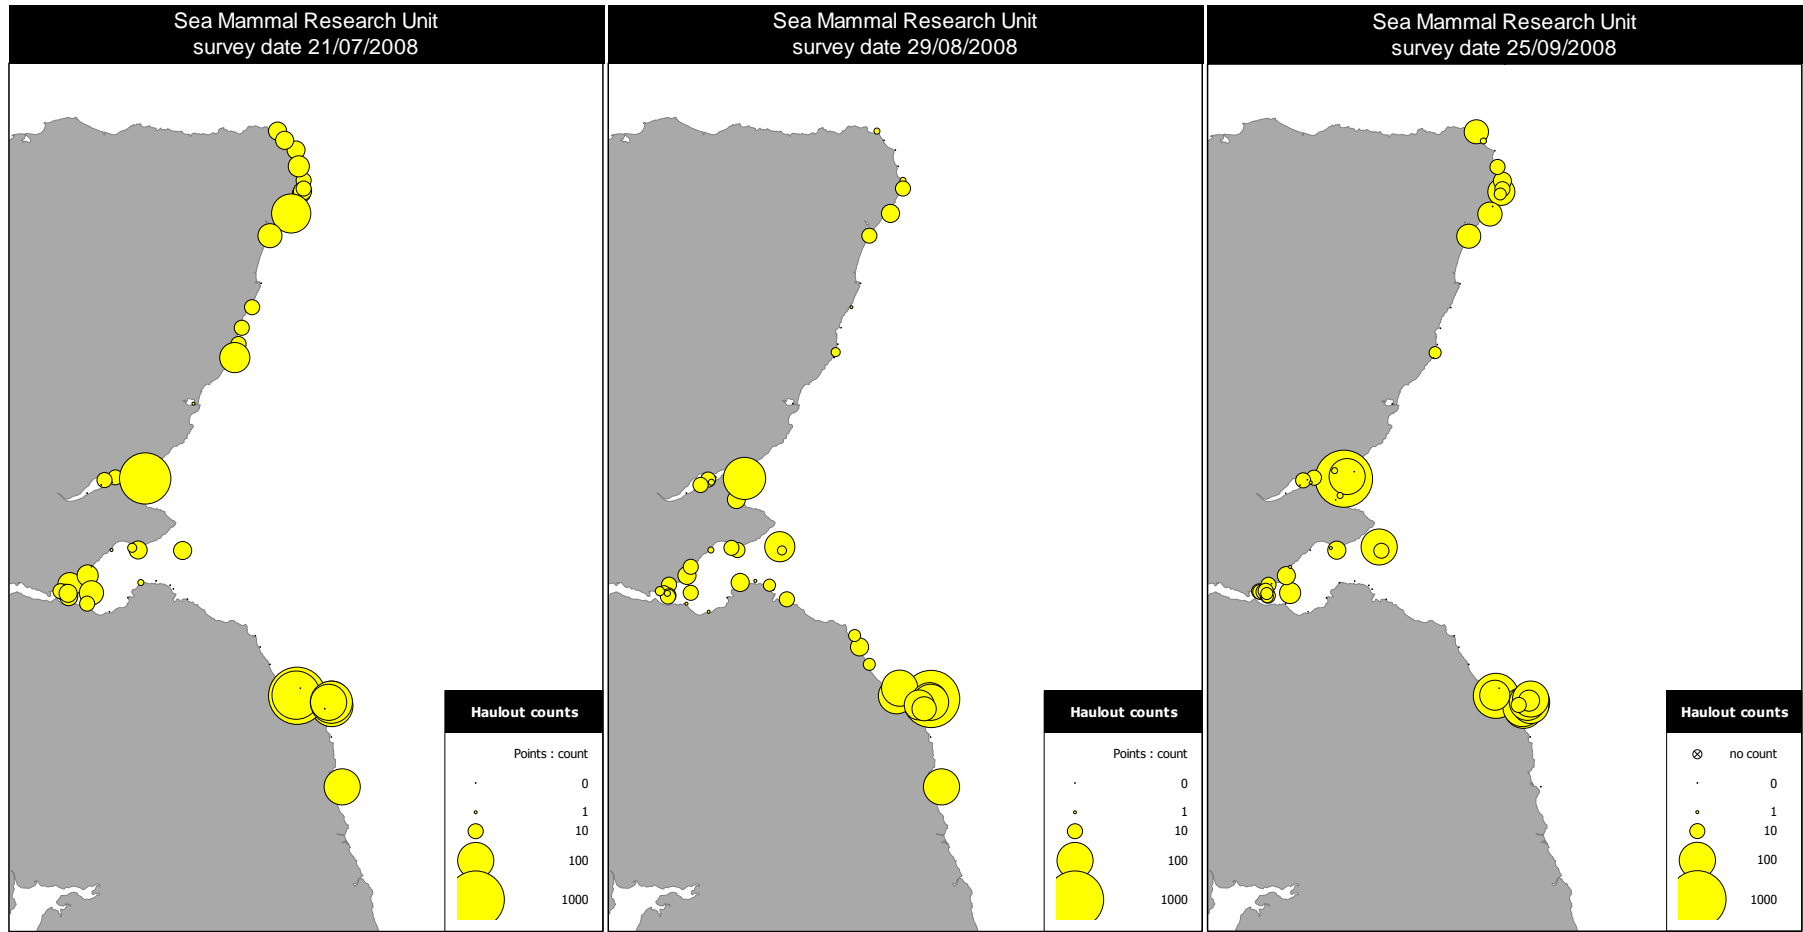 Sea Mammal Research Unit
survey date 21/07/2008
Sea Mammal Research Unit
survey date 29/08/2008
Sea Mammal Research Unit
survey date 25/09/2008
Haulout counts
Points : count
0
1
10
100
1000
Haulout counts
Points : count
0
1
10
100
1000
Haulout counts
no count
0
1
10
100
1000